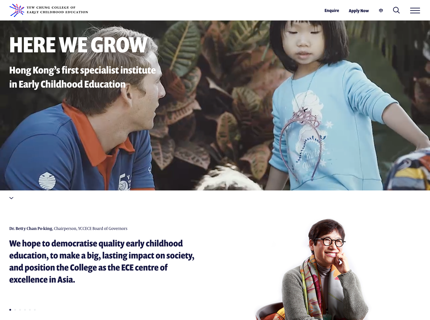 YEW CHUNG COLLEGE OF
EARLY CHILDHOOD EDUCATION
Enquire
Apply Now
HERE WE GROW
Hong Kong's first specialist institute
in Early Childhood Education
Dr. Betty Chan Po-king, Chairperson, YCCECE Board of Governors
We hope to democratise quality early childhood
education, to make a big, lasting impact on society,
and position the College as the ECE centre of
excellence in Asia.